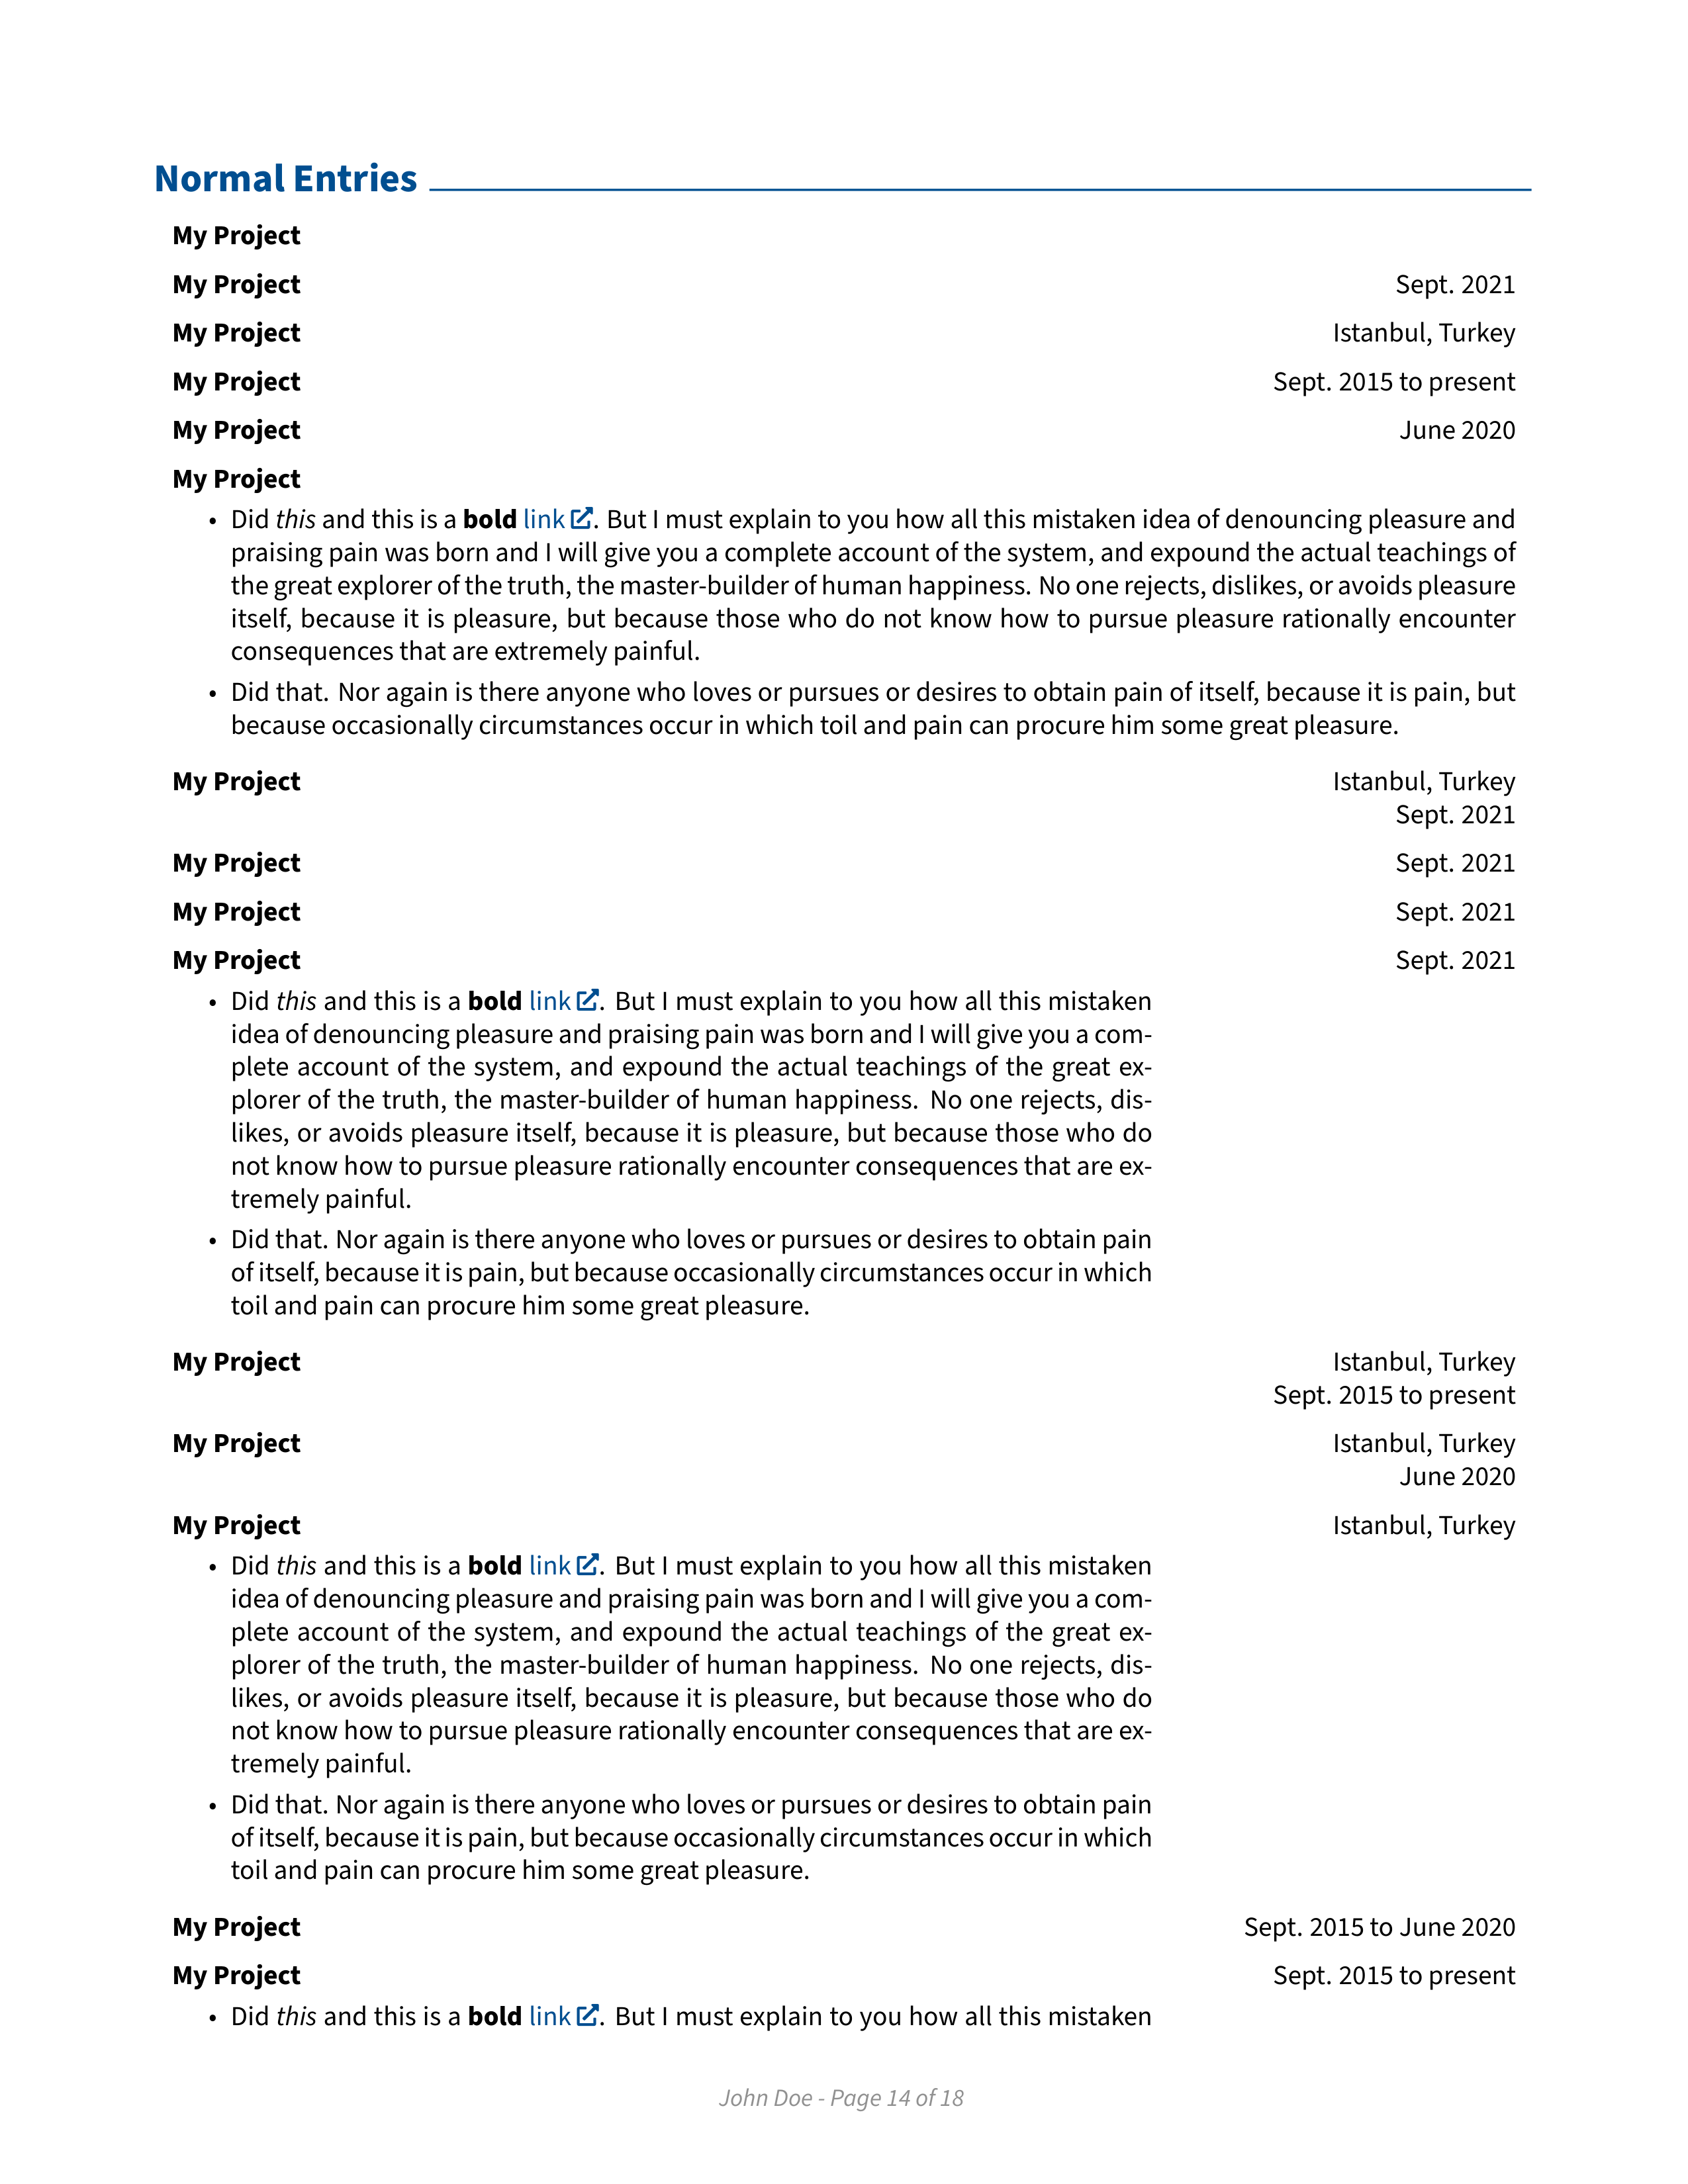 Normal Entries
My Project
My Project Sept. 2021
My Project Istanbul, Turkey
My Project Sept. 2015 to present
My Project June 2020
My Project
• Did this and this is a bold link. But I must explain to you how all this mistaken idea of denouncing pleasure and
praising pain was born and I will give you a complete account of the system, and expound the actual teachings of
the great explorer of the truth, the master-builder of human happiness. No one rejects, dislikes, or avoids pleasure
itself, because it is pleasure, but because those who do not know how to pursue pleasure rationally encounter
consequences that are extremely painful.
• Did that. Nor again is there anyone who loves or pursues or desires to obtain pain of itself, because it is pain, but
because occasionally circumstances occur in which toil and pain can procure him some great pleasure.
My Project Istanbul, Turkey
Sept. 2021
My Project Sept. 2021
My Project Sept. 2021
My Project Sept. 2021
• Did this and this is a bold link. But I must explain to you how all this mistaken
idea of denouncing pleasure and praising pain was born and I will give you a com-
plete account of the system, and expound the actual teachings of the great ex-
plorer of the truth, the master-builder of human happiness. No one rejects, dis-
likes, or avoids pleasure itself, because it is pleasure, but because those who do
not know how to pursue pleasure rationally encounter consequences that are ex-
tremely painful.
• Did that. Nor again is there anyone who loves or pursues or desires to obtain pain
of itself, because it is pain, but because occasionally circumstances occur in which
toil and pain can procure him some great pleasure.
My Project Istanbul, Turkey
Sept. 2015 to present
My Project Istanbul, Turkey
June 2020
My Project Istanbul, Turkey
• Did this and this is a bold link. But I must explain to you how all this mistaken
idea of denouncing pleasure and praising pain was born and I will give you a com-
plete account of the system, and expound the actual teachings of the great ex-
plorer of the truth, the master-builder of human happiness. No one rejects, dis-
likes, or avoids pleasure itself, because it is pleasure, but because those who do
not know how to pursue pleasure rationally encounter consequences that are ex-
tremely painful.
• Did that. Nor again is there anyone who loves or pursues or desires to obtain pain
of itself, because it is pain, but because occasionally circumstances occur in which
toil and pain can procure him some great pleasure.
My Project Sept. 2015 to June 2020
My Project Sept. 2015 to present
• Did this and this is a bold link. But I must explain to you how all this mistaken
John Doe - Page 14 of 18